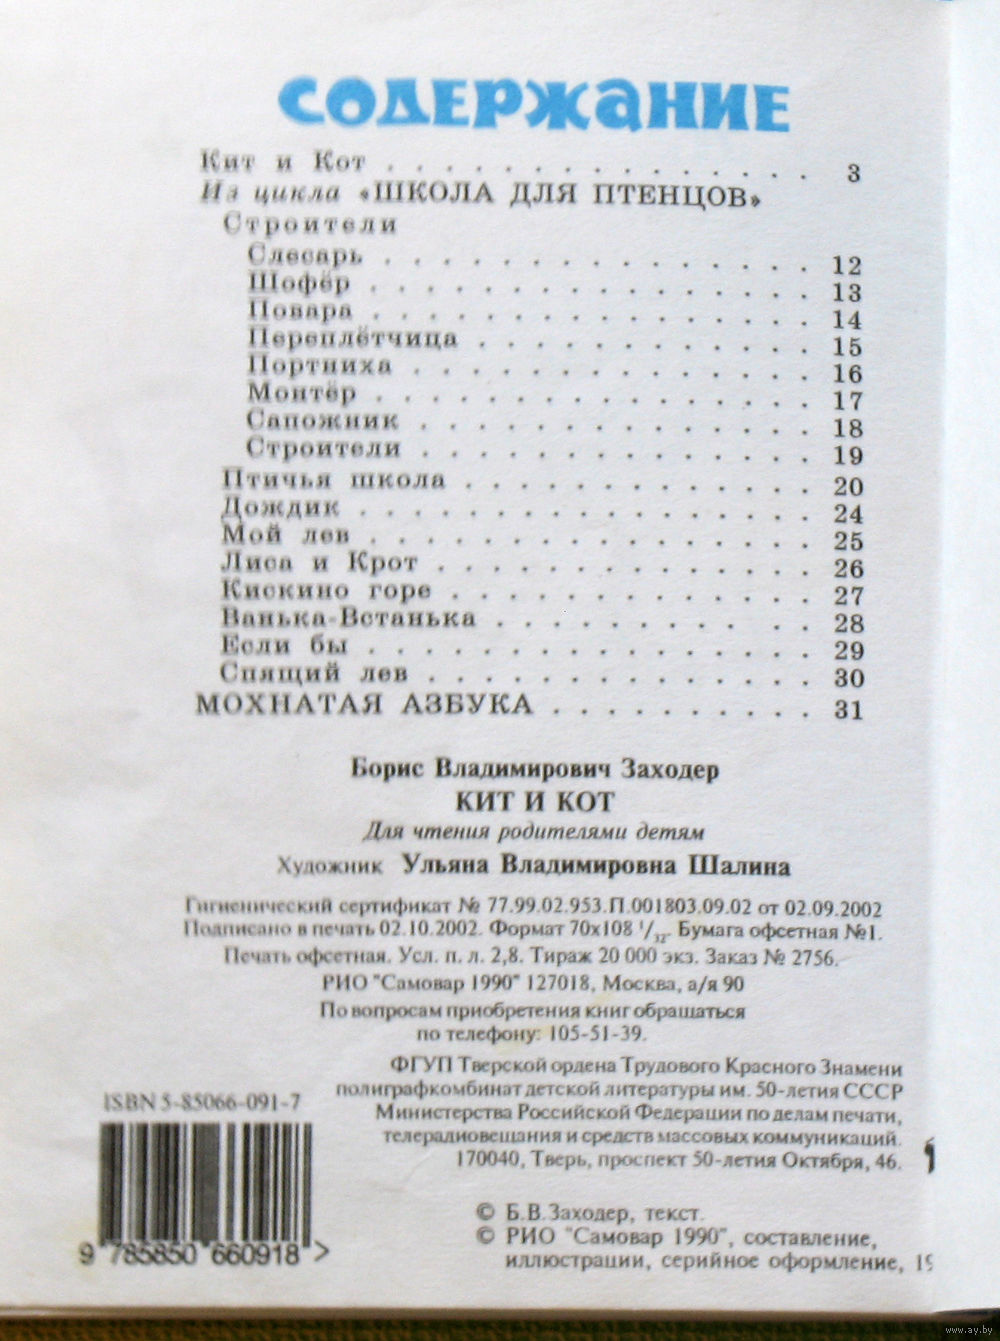 СОДЕРЖАНИЕ
Кит и Кот . . . . . . . . . . . . . . . . 3
Из цикла «ШКОЛА ДЛЯ ПТЕНЦОВ»
Строители
Слесарь . . . . . . . . . . . . . . . . 12
Шофёр . . . . . . . . . . . . . . . . 13
Повара . . . . . . . . . . . . . . . . 14
Переплётчица . . . . . . . . . . . . 15
Портниха . . . . . . . . . . . . . . 16
Монтёр . . . . . . . . . . . . . . . . 17
Сапожник . . . . . . . . . . . . . . 18
Строители . . . . . . . . . . . . . . 19
Птичья школа . . . . . . . . . . . . . 20
Дождик . . . . . . . . . . . . . . . . 24
Мой лев . . . . . . . . . . . . . . . . 25
Лиса и Крот . . . . . . . . . . . . . . 26
Кискино горе . . . . . . . . . . . . . 27
Ванька-Встанька . . . . . . . . . . . 28
Если бы . . . . . . . . . . . . . . . . 29
Спящий лев . . . . . . . . . . . . . . 30
МОХНАТАЯ АЗБУКА . . . . . . . . . . 31
Борис Владимирович Заходер
КИТ И КОТ
Для чтения родителями детям
Художник Ульяна Владимировна Шалина
Гигиенический сертификат № 77.99.02.953.П.001803.09.02 от 02.09.2002
Подписано в печать 02.10.2002. Формат 70х108 1/32. Бумага офсетная №1.
Печать офсетная. Усл. п. л. 2,8. Тираж 20 000 экз. Заказ № 2756.
РИО "Самовар 1990" 127018, Москва, а/я 90
По вопросам приобретения книг обращаться
по телефону: 105-51-39.
ФГУП Тверской ордена Трудового Красного Знамени
полиграфкомбинат детской литературы им. 50-летия СССР
Министерства Российской Федерации по делам печати,
телерадиовещания и средств массовых коммуникаций.
170040, Тверь, проспект 50-летия Октября, 46.
ISBN 5-85066-091-7
9 785850 660918 >
© Б.В.Заходер, текст.
© РИО "Самовар 1990", составление,
иллюстрации, серийное оформление, 19
www.ay.by